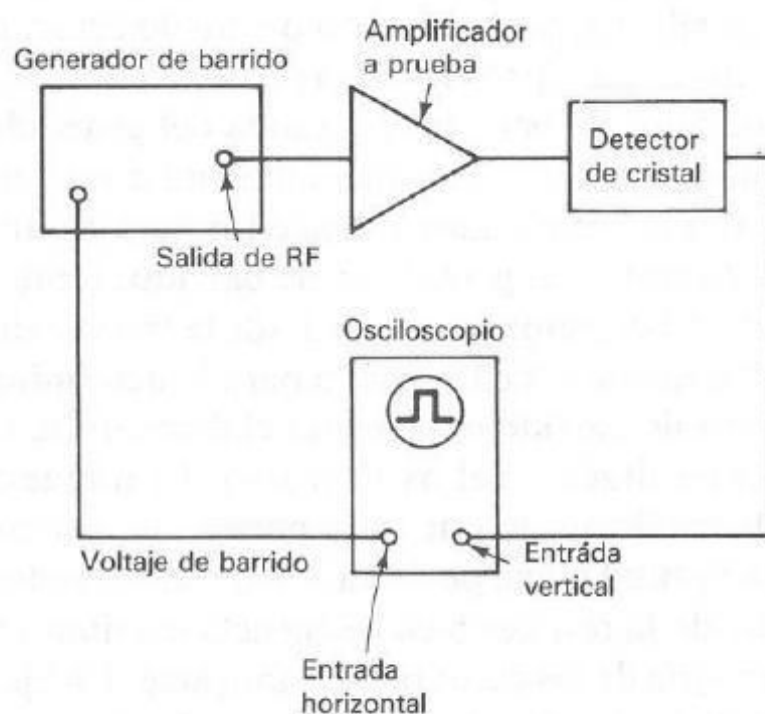 Generador de barrido
Amplificador
a prueba
Detector
de cristal
Salida de RF
Osciloscopio
Voltaje de barrido
Entráda
vertical
Entrada
horizontal